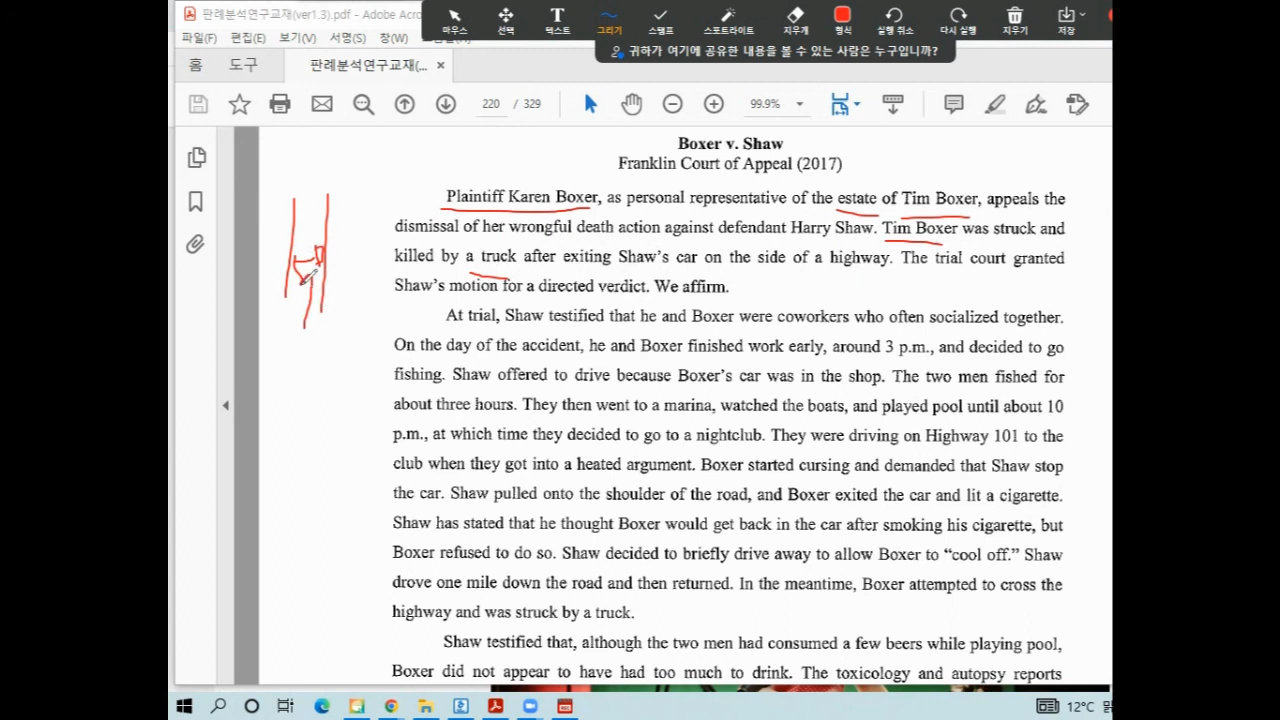 판례분석연구교재(ver1.3).pdf - Adobe Acro
파일(F) 편집(E) 보기(V) 서명(S) 창(W)
마우스 선택 텍스트 그리기 스탬프 스포트라이트 지우개 형식 실행 취소 다시 실행 지우기 저장
귀하가 여기에 공유한 내용을 볼 수 있는 사람은 누구입니까?
홈 도구 판례분석연구교재(... ×
220 / 329 99.9%
Boxer v. Shaw
Franklin Court of Appeal (2017)
Plaintiff Karen Boxer, as personal representative of the estate of Tim Boxer, appeals the
dismissal of her wrongful death action against defendant Harry Shaw. Tim Boxer was struck and
killed by a truck after exiting Shaw's car on the side of a highway. The trial court granted
Shaw's motion for a directed verdict. We affirm.
At trial, Shaw testified that he and Boxer were coworkers who often socialized together.
On the day of the accident, he and Boxer finished work early, around 3 p.m., and decided to go
fishing. Shaw offered to drive because Boxer's car was in the shop. The two men fished for
about three hours. They then went to a marina, watched the boats, and played pool until about 10
p.m., at which time they decided to go to a nightclub. They were driving on Highway 101 to the
club when they got into a heated argument. Boxer started cursing and demanded that Shaw stop
the car. Shaw pulled onto the shoulder of the road, and Boxer exited the car and lit a cigarette.
Shaw has stated that he thought Boxer would get back in the car after smoking his cigarette, but
Boxer refused to do so. Shaw decided to briefly drive away to allow Boxer to “cool off.” Shaw
drove one mile down the road and then returned. In the meantime, Boxer attempted to cross the
highway and was struck by a truck.
Shaw testified that, although the two men had consumed a few beers while playing pool,
Boxer did not appear to have had too much to drink. The toxicology and autopsy reports
12°C